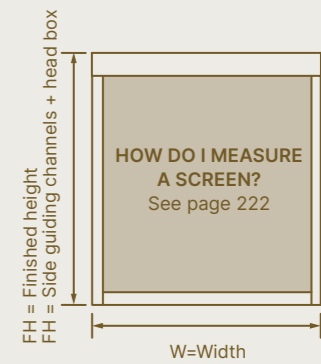 FH = Finished height
FH = Side guiding channels + head box
HOW DO I MEASURE
A SCREEN?
See page 222
W=Width